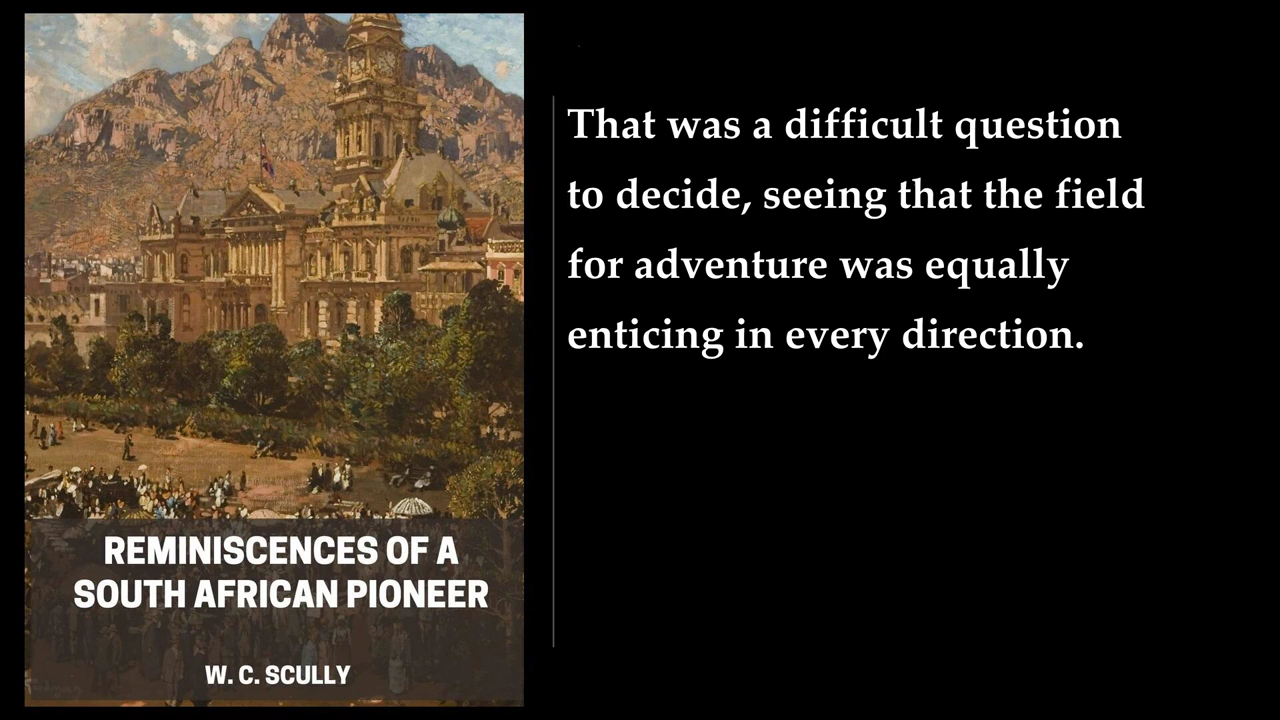 REMINISCENCES OF A
SOUTH AFRICAN PIONEER
W. C. SCULLY
That was a difficult question
to decide, seeing that the field
for adventure was equally
enticing in every direction.